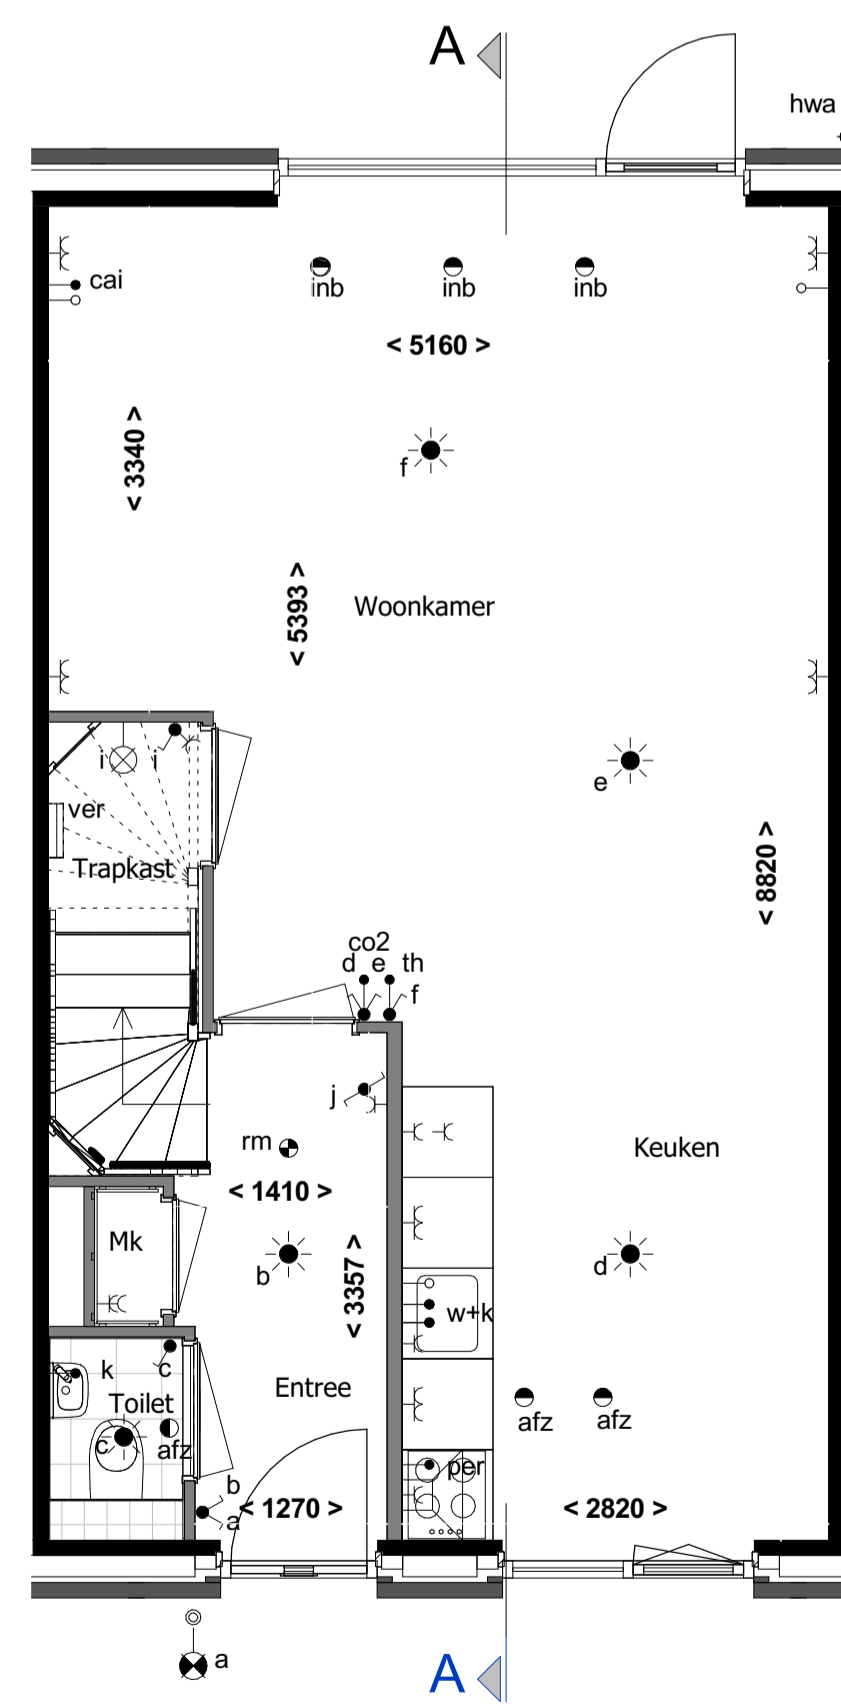 A
hwa
cai
inb inb inb
< 5160 >
< 3340 >
f
< 5393 >
Woonkamer
i i
e
ver
Trapkast
< 8820 >
co2
d e th
f
j
rm
Keuken
< 1410 >
Mk
b
d
< 3357 >
w+k
k c
Entree
Toilet
afz afz
c afz
per
b
a
< 1270 >
< 2820 >
a
A